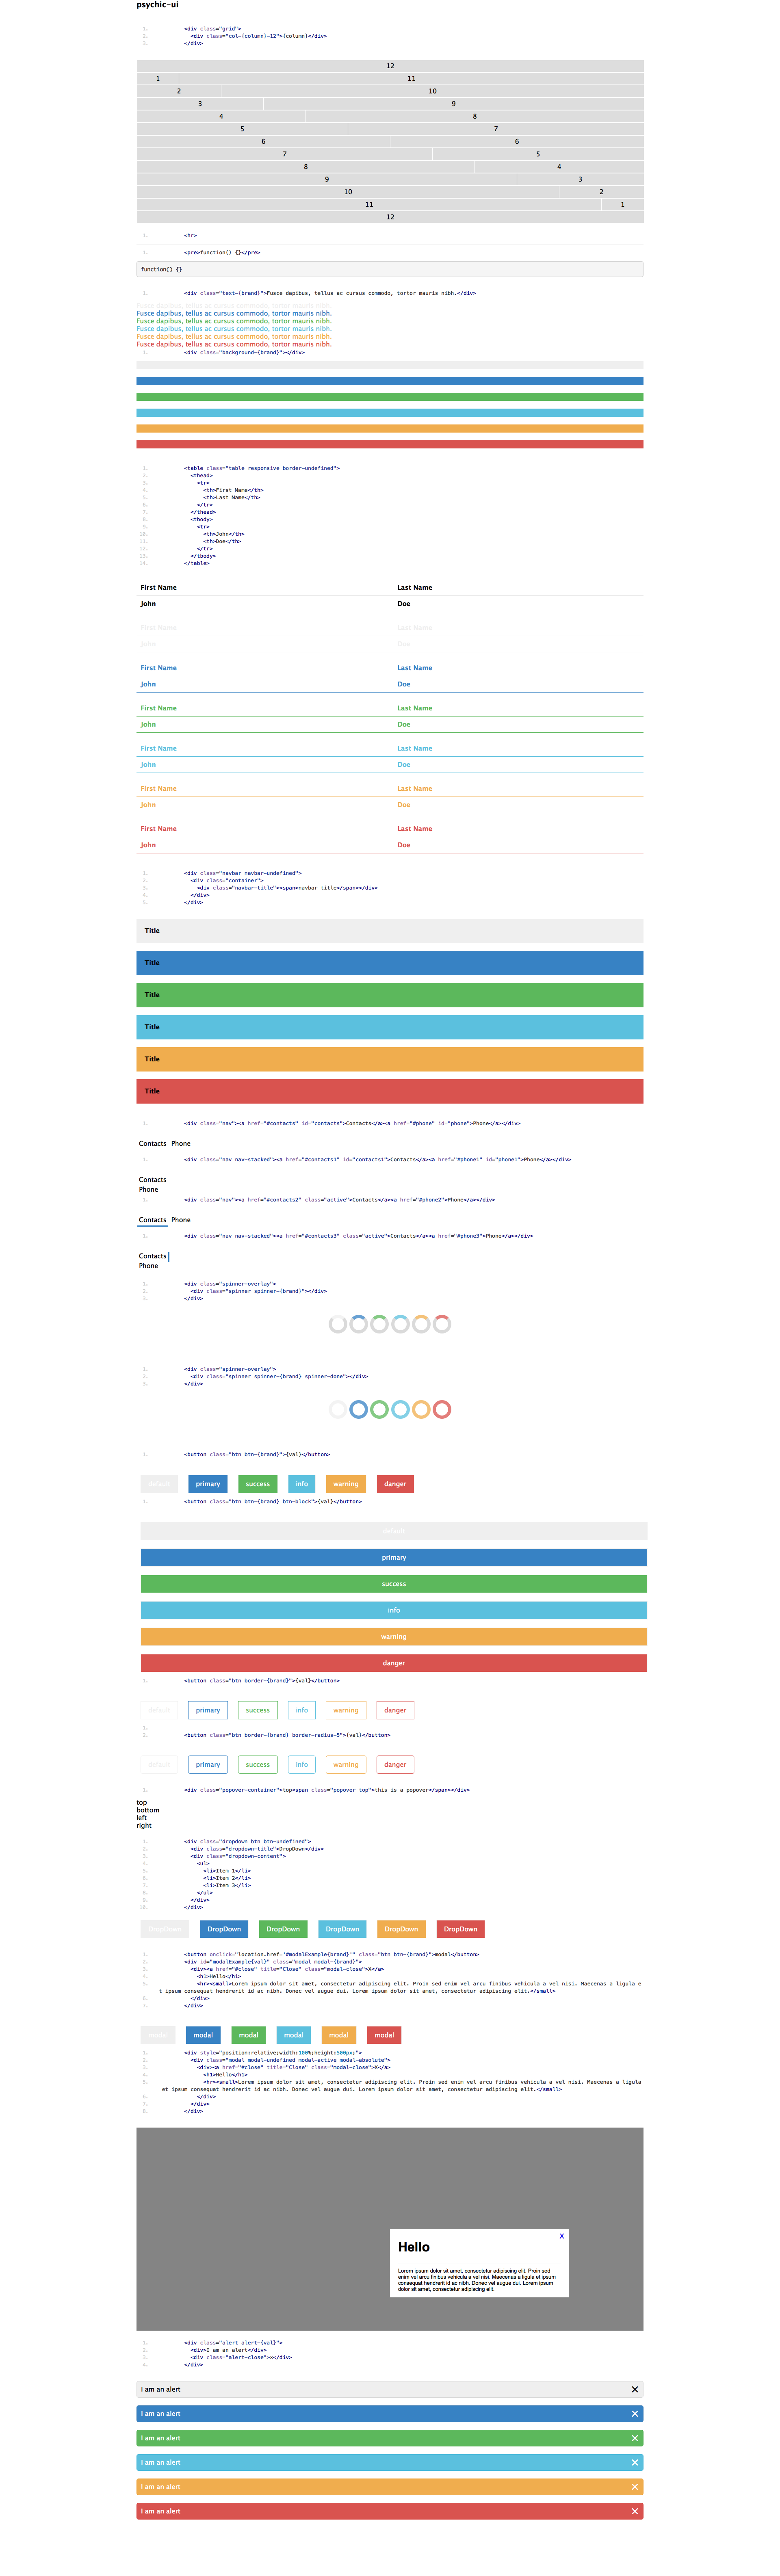 psychic-ui
1. <div class="grid">
2. <div class="col-{column}-12">{column}</div>
3. </div>
12
1 11
2 10
3 9
4 8
5 7
6 6
7 5
8 4
9 3
10 2
11 1
12
1. <hr>
1. <pre>function() {}</pre>
function() {}
1. <div class="text-{brand}">Fusce dapibus, tellus ac cursus commodo, tortor mauris nibh.</div>
Fusce dapibus, tellus ac cursus commodo, tortor mauris nibh.
Fusce dapibus, tellus ac cursus commodo, tortor mauris nibh.
Fusce dapibus, tellus ac cursus commodo, tortor mauris nibh.
Fusce dapibus, tellus ac cursus commodo, tortor mauris nibh.
Fusce dapibus, tellus ac cursus commodo, tortor mauris nibh.
Fusce dapibus, tellus ac cursus commodo, tortor mauris nibh.
1. <div class="background-{brand}"></div>
1. <table class="table responsive border-undefined">
2. <thead>
3. <tr>
4. <th>First Name</th>
5. <th>Last Name</th>
6. </tr>
7. </thead>
8. <tbody>
9. <tr>
10. <th>John</th>
11. <th>Doe</th>
12. </tr>
13. </tbody>
14. </table>
First Name Last Name
John Doe
First Name Last Name
John Doe
First Name Last Name
John Doe
First Name Last Name
John Doe
First Name Last Name
John Doe
First Name Last Name
John Doe
First Name Last Name
John Doe
1. <div class="navbar navbar-undefined">
2. <div class="container">
3. <div class="navbar-title"><span>navbar title</span></div>
4. </div>
5. </div>
Title
Title
Title
Title
Title
Title
1. <div class="nav"><a href="#contacts" id="contacts">Contacts</a><a href="#phone" id="phone">Phone</a></div>
Contacts Phone
1. <div class="nav nav-stacked"><a href="#contacts1" id="contacts1">Contacts</a><a href="#phone1" id="phone1">Phone</a></div>
Contacts
Phone
1. <div class="nav"><a href="#contacts2" class="active">Contacts</a><a href="#phone2">Phone</a></div>
Contacts Phone
1. <div class="nav nav-stacked"><a href="#contacts3" class="active">Contacts</a><a href="#phone3">Phone</a></div>
Contacts
Phone
1. <div class="spinner-overlay">
2. <div class="spinner spinner-{brand}"></div>
3. </div>
1. <div class="spinner-overlay">
2. <div class="spinner spinner-{brand} spinner-done"></div>
3. </div>
1. <button class="btn btn-{brand}">{val}</button>
default primary success info warning danger
1. <button class="btn btn-{brand} btn-block">{val}</button>
default
primary
success
info
warning
danger
1. <button class="btn border-{brand}">{val}</button>
default primary success info warning danger
1.
2. <button class="btn border-{brand} border-radius-5">{val}</button>
default primary success info warning danger
1. <div class="popover-container">top<span class="popover top">this is a popover</span></div>
top
bottom
left
right
1. <div class="dropdown btn btn-undefined">
2. <div class="dropdown-title">DropDown</div>
3. <div class="dropdown-content">
4. <ul>
5. <li>Item 1</li>
6. <li>Item 2</li>
7. <li>Item 3</li>
8. </ul>
9. </div>
10. </div>
DropDown DropDown DropDown DropDown DropDown DropDown
1. <button onclick="location.href='#modalExample{brand}'" class="btn btn-{brand}">modal</button>
2. <div id="modalExample{val}" class="modal modal-{brand}">
3. <div><a href="#close" title="Close" class="modal-close">X</a>
4. <h1>Hello</h1>
5. <hr><small>Lorem ipsum dolor sit amet, consectetur adipiscing elit. Proin sed enim vel arcu finibus vehicula a vel nisi. Maecenas a ligula e
t ipsum consequat hendrerit id ac nibh. Donec vel augue dui. Lorem ipsum dolor sit amet, consectetur adipiscing elit.</small>
6. </div>
7. </div>
modal modal modal modal modal modal
1. <div style="position:relative;width:100%;height:500px;">
2. <div class="modal modal-undefined modal-active modal-absolute">
3. <div><a href="#close" title="Close" class="modal-close">X</a>
4. <h1>Hello</h1>
5. <hr><small>Lorem ipsum dolor sit amet, consectetur adipiscing elit. Proin sed enim vel arcu finibus vehicula a vel nisi. Maecenas a ligula
et ipsum consequat hendrerit id ac nibh. Donec vel augue dui. Lorem ipsum dolor sit amet, consectetur adipiscing elit.</small>
6. </div>
7. </div>
8. </div>
X
Hello
Lorem ipsum dolor sit amet, consectetur adipiscing elit. Proin sed
enim vel arcu finibus vehicula a vel nisi. Maecenas a ligula et ipsum
consequat hendrerit id ac nibh. Donec vel augue dui. Lorem ipsum
dolor sit amet, consectetur adipiscing elit.
1. <div class="alert alert-{val}">
2. <div>I am an alert</div>
3. <div class="alert-close">×</div>
4. </div>
I am an alert ×
I am an alert ×
I am an alert ×
I am an alert ×
I am an alert ×
I am an alert ×